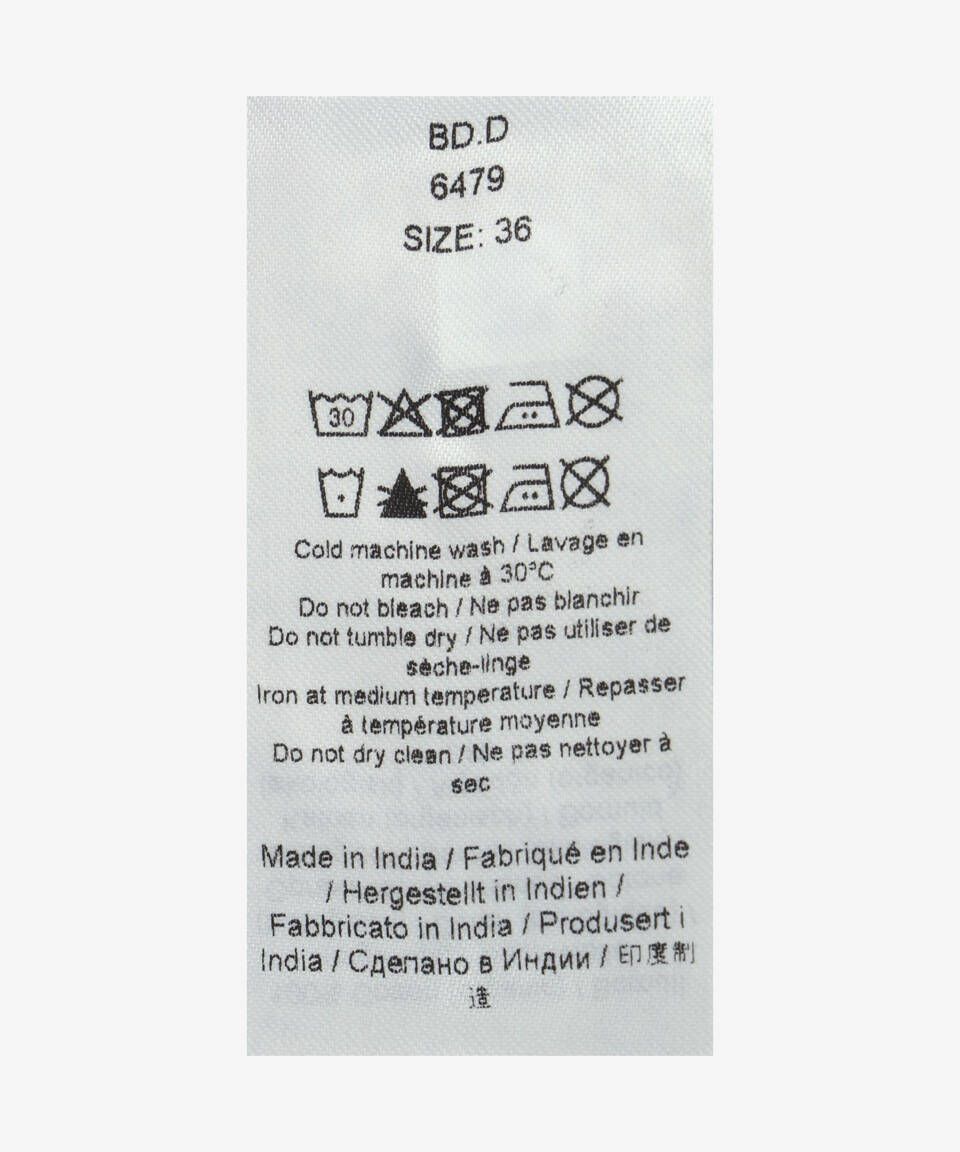 BD.D
6479
SIZE: 36
30
Cold machine wash / Lavage en
machine à 30°C
Do not bleach / Ne pas blanchir
Do not tumble dry / Ne pas utiliser de
sèche-linge
Iron at medium temperature / Repasser
à température moyenne
Do not dry clean / Ne pas nettoyer à
sec
Made in India / Fabriqué en Inde
/ Hergestellt in Indien /
Fabbricato in India / Produsert i
India / Сделано в Индии / 印度制
造